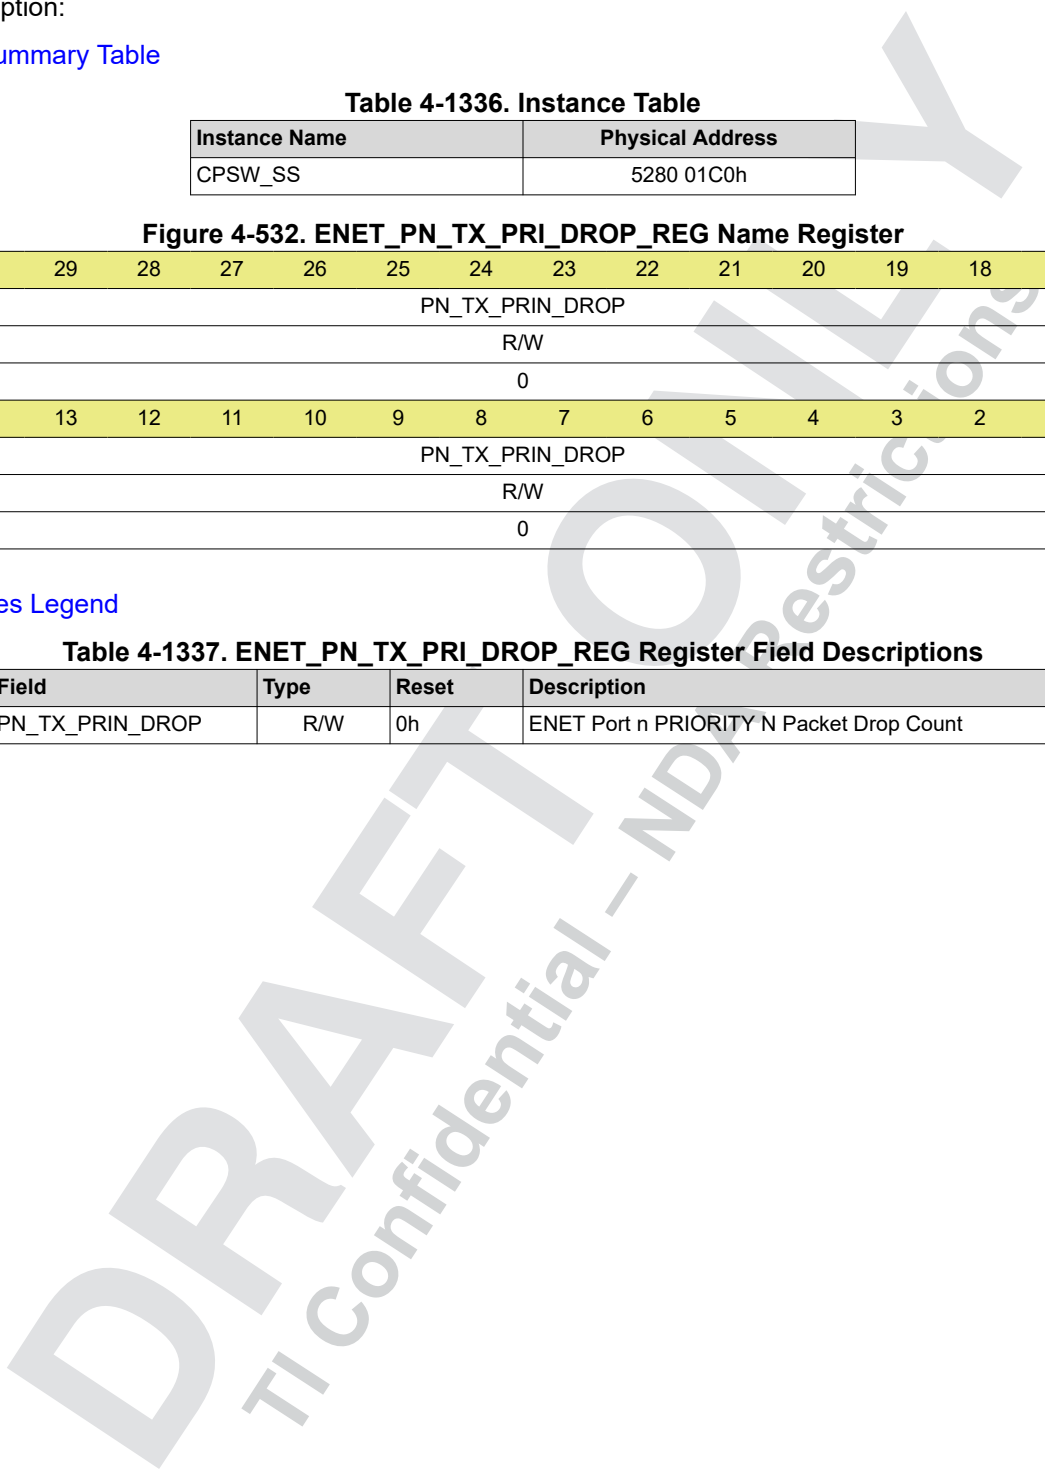 ption:
ummary Table
Table 4-1336. Instance Table
Instance Name Physical Address
CPSW_SS 5280 01C0h
Figure 4-532. ENET_PN_TX_PRI_DROP_REG Name Register
29 28 27 26 25 24 23 22 21 20 19 18
PN_TX_PRIN_DROP
R/W
0
13 12 11 10 9 8 7 6 5 4 3 2
PN_TX_PRIN_DROP
R/W
0
es Legend
Table 4-1337. ENET_PN_TX_PRI_DROP_REG Register Field Descriptions
Field Type Reset Description
PN_TX_PRIN_DROP R/W 0h ENET Port n PRIORITY N Packet Drop Count
DRAFT ONLY
TI Confidential – NDA Restrictions